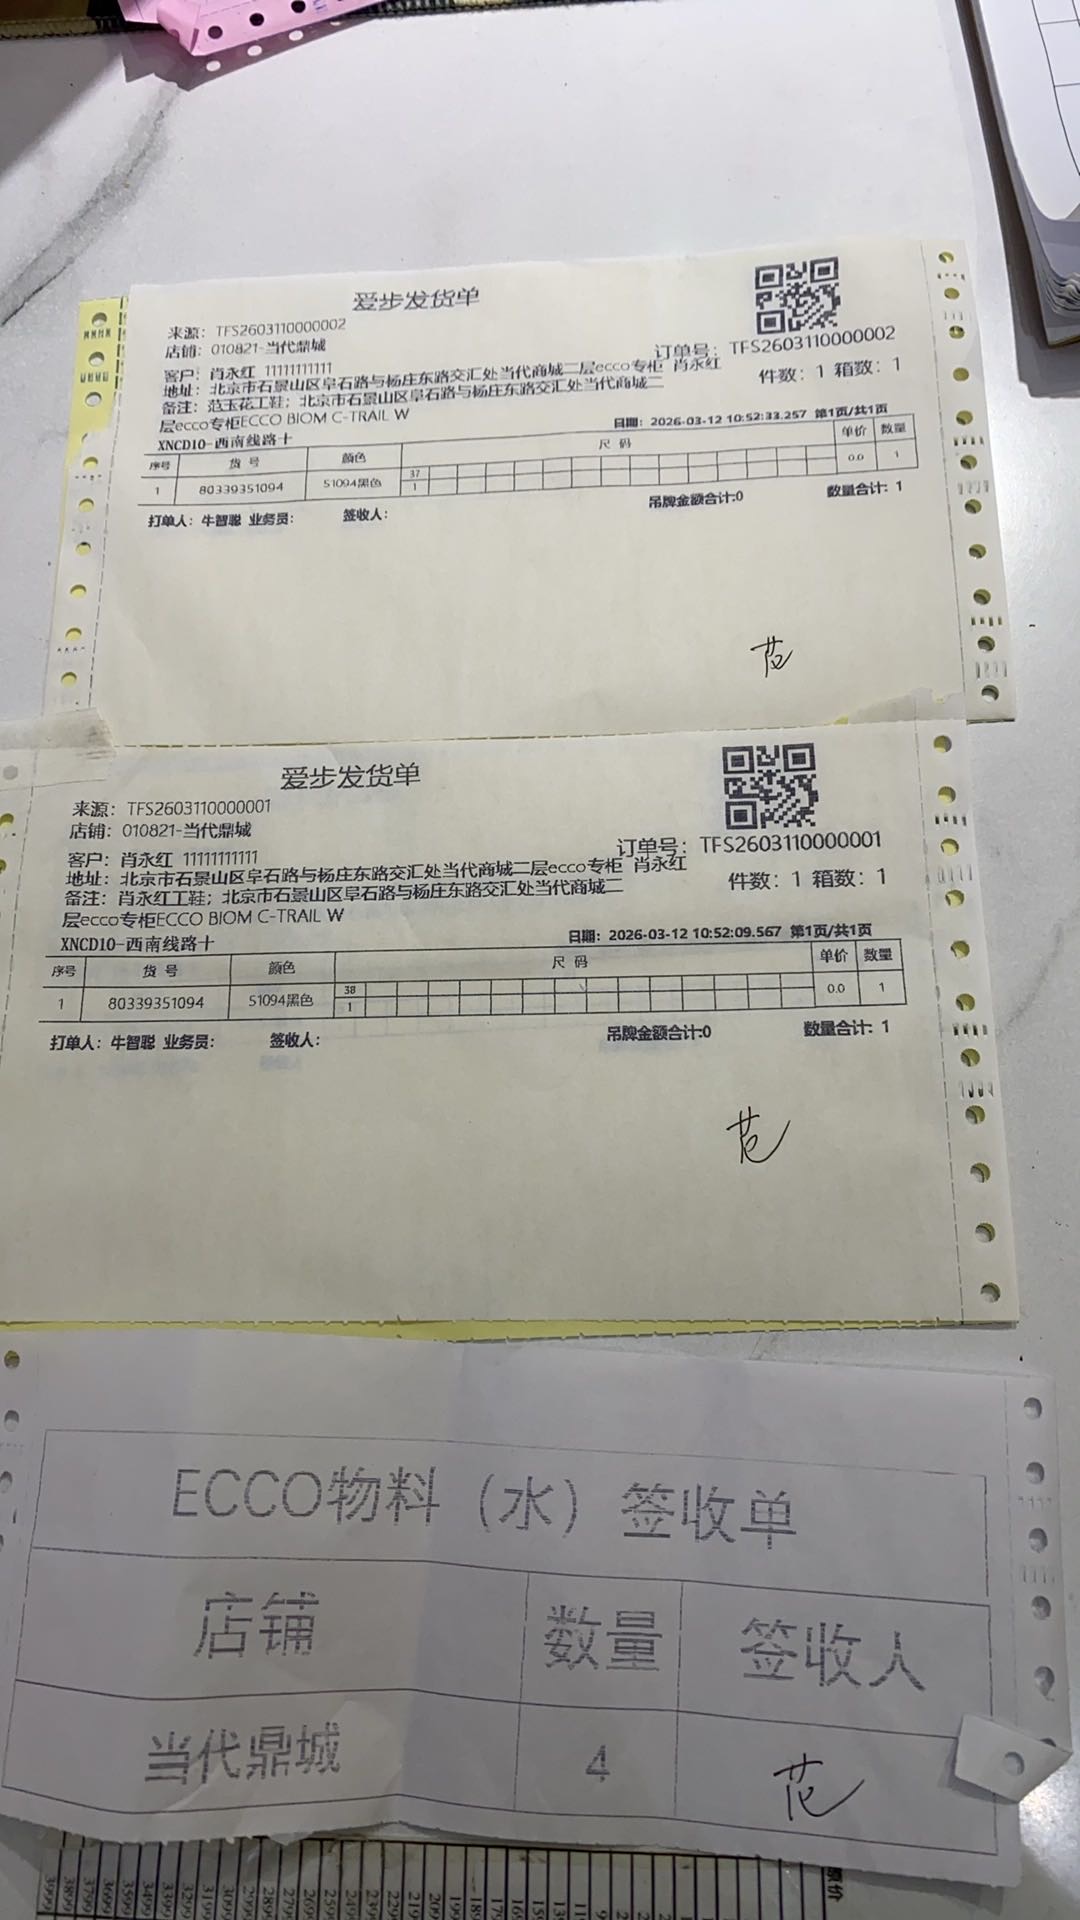 爱步发货单
来源：TFS2603110000002
店铺：010821-当代鼎城
订单号：TFS2603110000002
客户：肖永红 11111111111
件数：1 箱数：1
地址：北京市石景山区阜石路与杨庄东路交汇处当代商城二层ecco专柜 肖永红
备注：范玉花工鞋；北京市石景山区阜石路与杨庄东路交汇处当代商城二
层ecco专柜ECCO BIOM C-TRAIL W
XNCD10-西南线路十
日期：2026-03-12 10:52:33.257 第1页/共1页
序号 货号 颜色 尺码 单价 数量
37
1 80339351094 51094黑色 1 0.0 1
吊牌金额合计:0 数量合计：1
打单人：牛智聪 业务员： 签收人：
范
爱步发货单
来源：TFS2603110000001
店铺：010821-当代鼎城
订单号：TFS2603110000001
客户：肖永红 11111111111
件数：1 箱数：1
地址：北京市石景山区阜石路与杨庄东路交汇处当代商城二层ecco专柜 肖永红
备注：肖永红工鞋；北京市石景山区阜石路与杨庄东路交汇处当代商城二
层ecco专柜ECCO BIOM C-TRAIL W
XNCD10-西南线路十
日期：2026-03-12 10:52:09.567 第1页/共1页
序号 货号 颜色 尺码 单价 数量
38
1 80339351094 51094黑色 1 0.0 1
打单人：牛智聪 业务员： 签收人： 吊牌金额合计:0 数量合计：1
范
ECCO物料（水）签收单
店铺 数量 签收人
当代鼎城 4 范